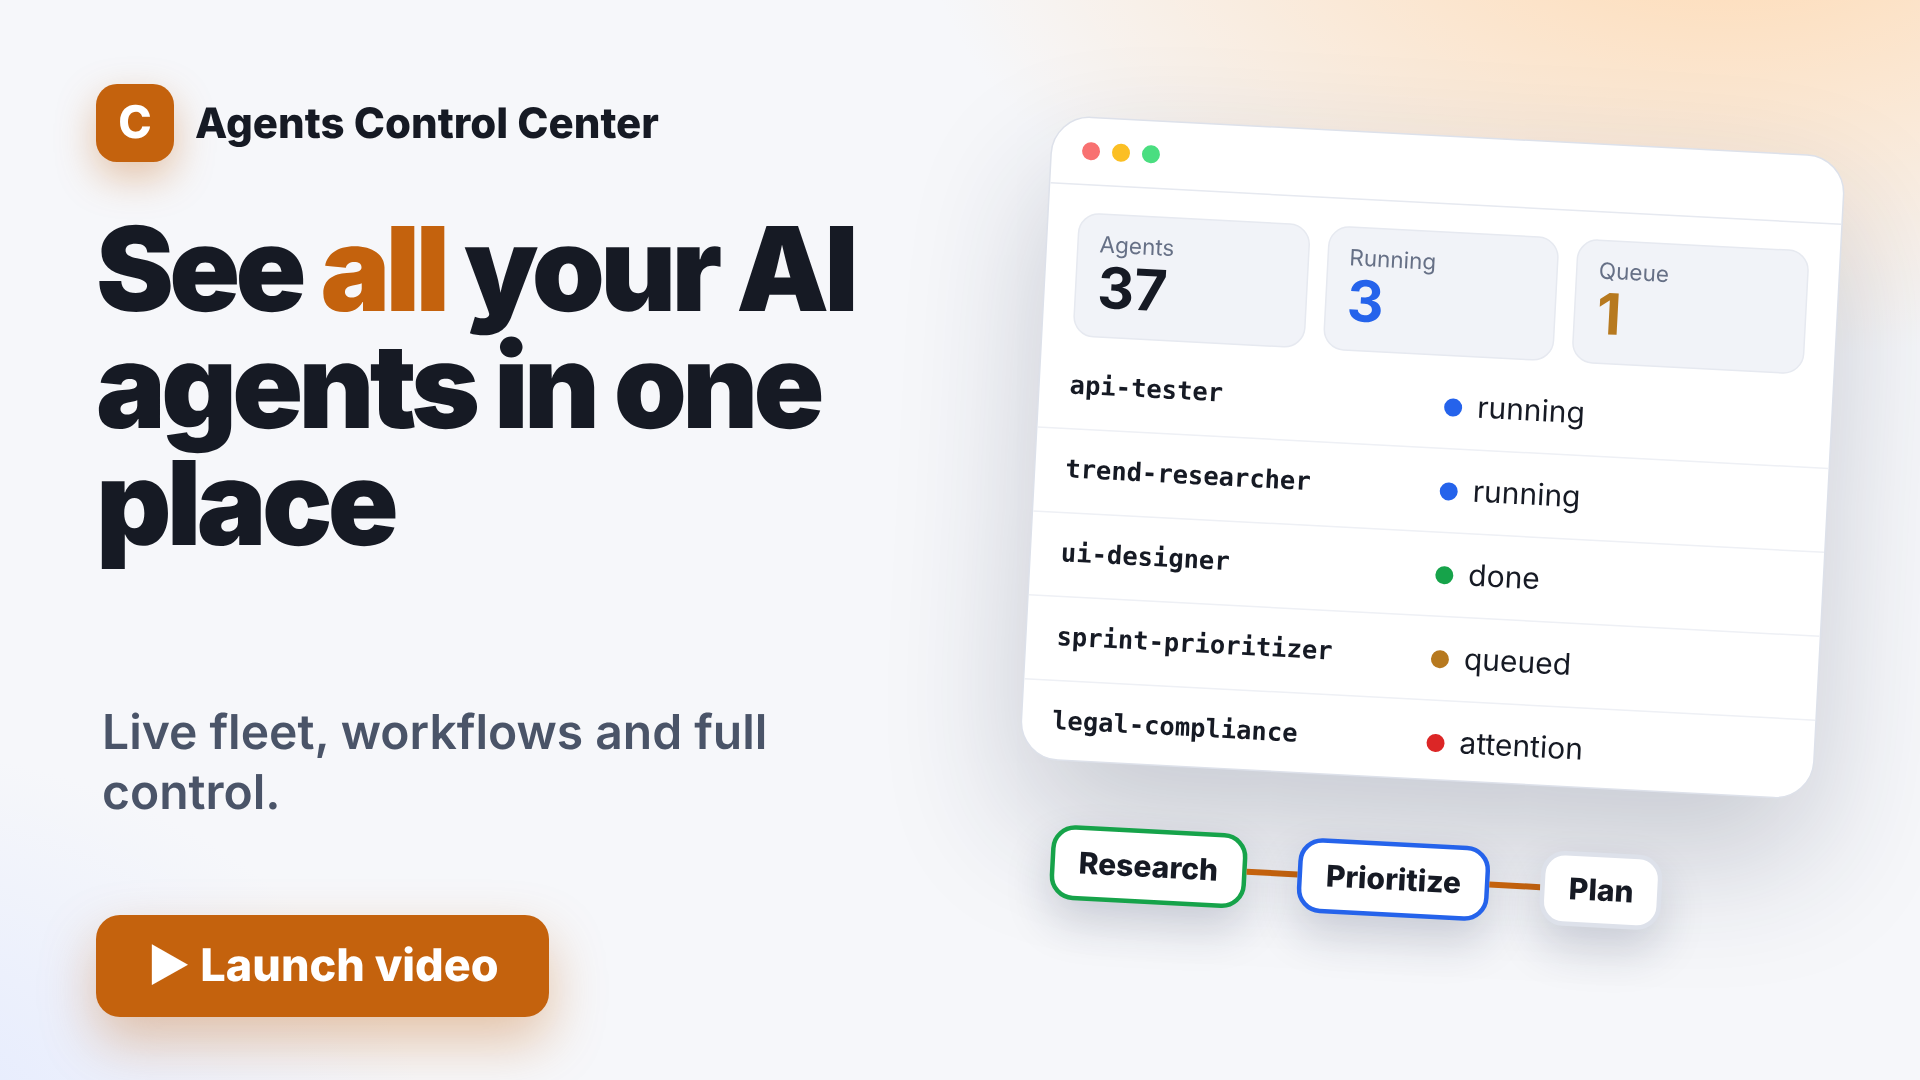 C
Agents Control Center
See all your AI
agents in one
place
Live fleet, workflows and full
control.
Launch video
Agents
37
Running
3
Queue
1
api-tester
running
trend-researcher
running
ui-designer
done
sprint-prioritizer
queued
legal-compliance
attention
Research
Prioritize
Plan